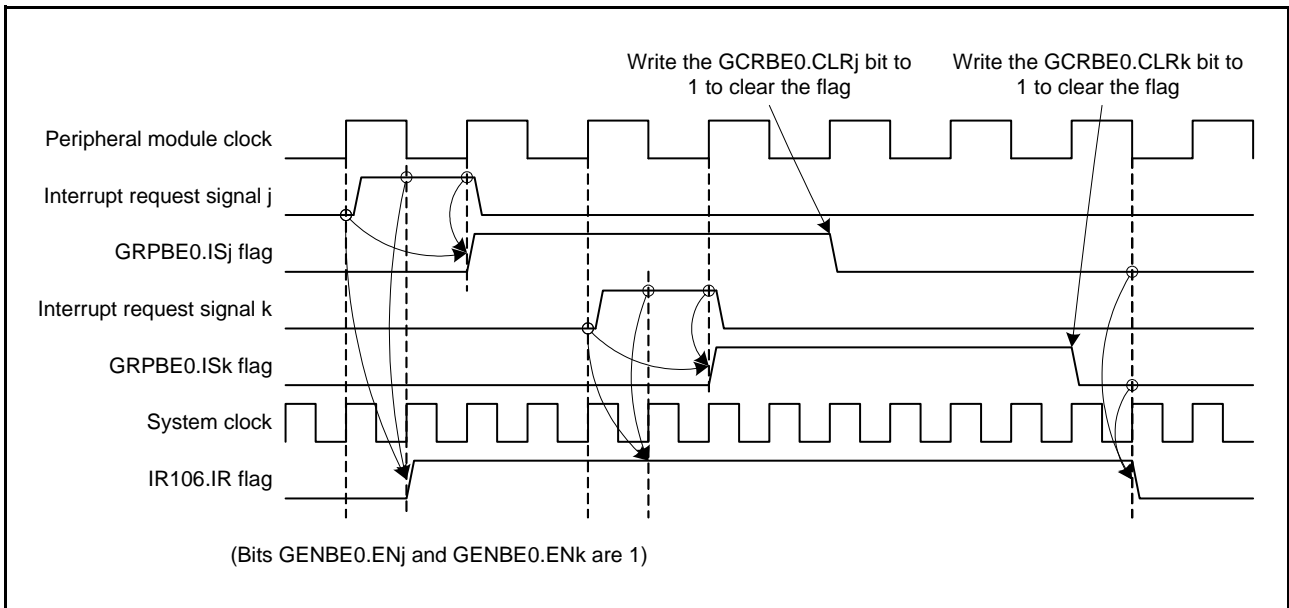 Write the GCRBE0.CLRj bit to
1 to clear the flag
Write the GCRBE0.CLRk bit to
1 to clear the flag
Peripheral module clock
Interrupt request signal j
GRPBE0.ISj flag
Interrupt request signal k
GRPBE0.ISk flag
System clock
IR106.IR flag
(Bits GENBE0.ENj and GENBE0.ENk are 1)